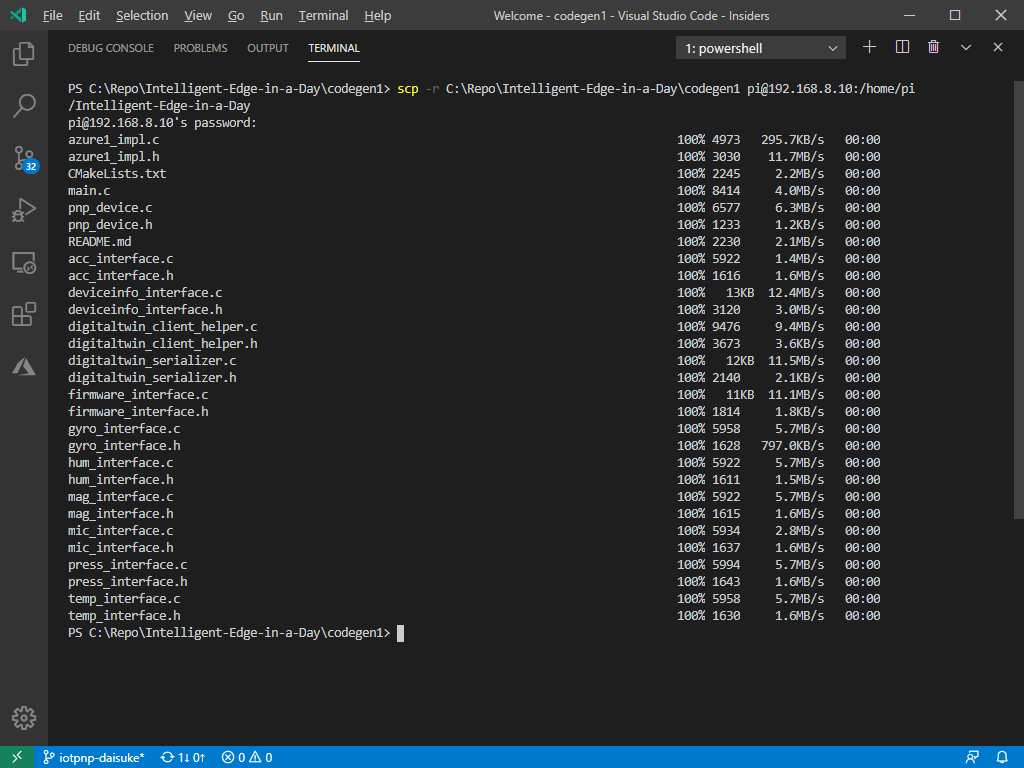 File Edit Selection View Go Run Terminal Help Welcome - codegen1 - Visual Studio Code - Insiders
DEBUG CONSOLE PROBLEMS OUTPUT TERMINAL 1: powershell
PS C:\Repo\Intelligent-Edge-in-a-Day\codegen1> scp -r C:\Repo\Intelligent-Edge-in-a-Day\codegen1 pi@192.168.8.10:/home/pi
/Intelligent-Edge-in-a-Day
pi@192.168.8.10's password:
azure1_impl.c 100% 4973 295.7KB/s 00:00
azure1_impl.h 100% 3030 11.7MB/s 00:00
CMakeLists.txt 100% 2245 2.2MB/s 00:00
main.c 100% 8414 4.0MB/s 00:00
pnp_device.c 100% 6577 6.3MB/s 00:00
pnp_device.h 100% 1233 1.2KB/s 00:00
README.md 100% 2230 2.1MB/s 00:00
acc_interface.c 100% 5922 1.4MB/s 00:00
acc_interface.h 100% 1616 1.6MB/s 00:00
deviceinfo_interface.c 100% 13KB 12.4MB/s 00:00
deviceinfo_interface.h 100% 3120 3.0MB/s 00:00
digitaltwin_client_helper.c 100% 9476 9.4MB/s 00:00
digitaltwin_client_helper.h 100% 3673 3.6KB/s 00:00
digitaltwin_serializer.c 100% 12KB 11.5MB/s 00:00
digitaltwin_serializer.h 100% 2140 2.1KB/s 00:00
firmware_interface.c 100% 11KB 11.1MB/s 00:00
firmware_interface.h 100% 1814 1.8KB/s 00:00
gyro_interface.c 100% 5958 5.7MB/s 00:00
gyro_interface.h 100% 1628 797.0KB/s 00:00
hum_interface.c 100% 5922 5.7MB/s 00:00
hum_interface.h 100% 1611 1.5MB/s 00:00
mag_interface.c 100% 5922 5.7MB/s 00:00
mag_interface.h 100% 1615 1.6MB/s 00:00
mic_interface.c 100% 5934 2.8MB/s 00:00
mic_interface.h 100% 1637 1.6MB/s 00:00
press_interface.c 100% 5994 5.7MB/s 00:00
press_interface.h 100% 1643 1.6MB/s 00:00
temp_interface.c 100% 5958 5.7MB/s 00:00
temp_interface.h 100% 1630 1.6MB/s 00:00
PS C:\Repo\Intelligent-Edge-in-a-Day\codegen1>
32
iotpnp-daisuke* 1↓ 0↑ 0 0